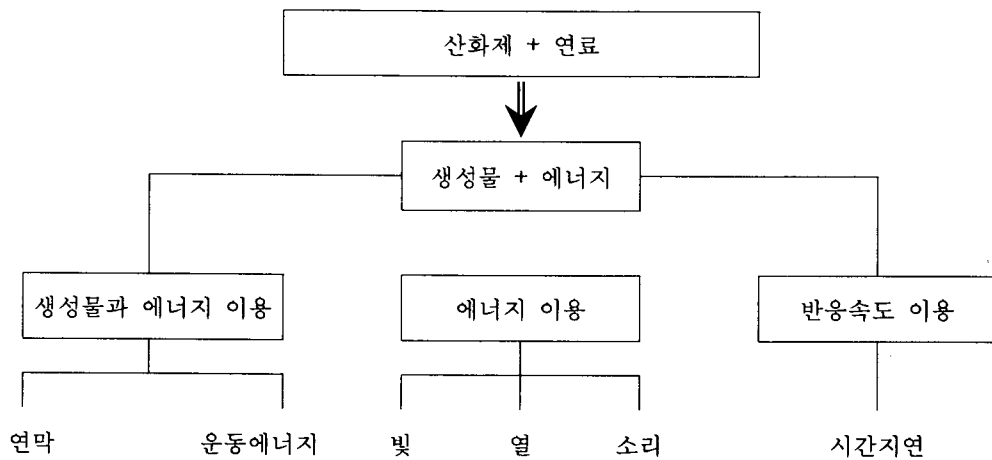 산화제 + 연료
생성물 + 에너지
생성물과 에너지 이용
에너지 이용
반응속도 이용
연막
운동에너지
빛
열
소리
시간지연